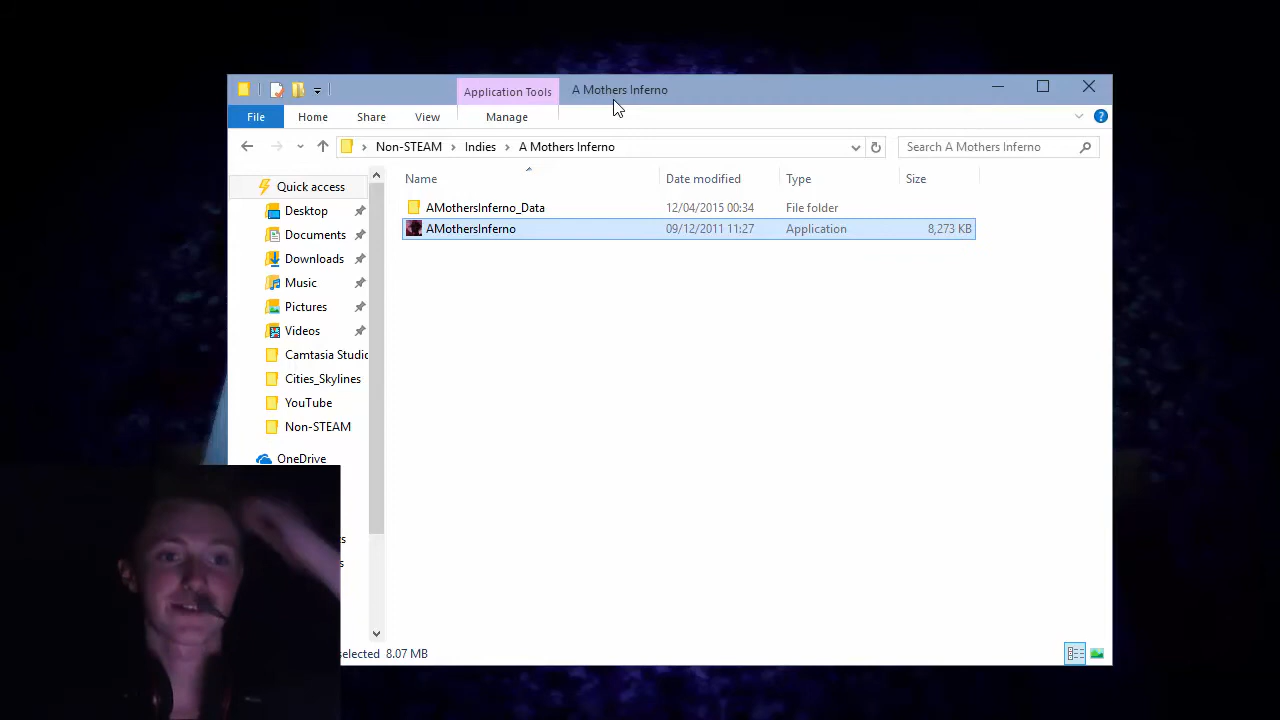 Application Tools
A Mothers Inferno
File
Home
Share
View
Manage
Non-STEAM
Indies
A Mothers Inferno
Search A Mothers Inferno
Name
Date modified
Type
Size
AMothersInferno_Data
12/04/2015 00:34
File folder
AMothersInferno
09/12/2011 11:27
Application
8,273 KB
Quick access
Desktop
Documents
Downloads
Music
Pictures
Videos
Camtasia Studio
Cities_Skylines
YouTube
Non-STEAM
OneDrive
selected 8.07 MB